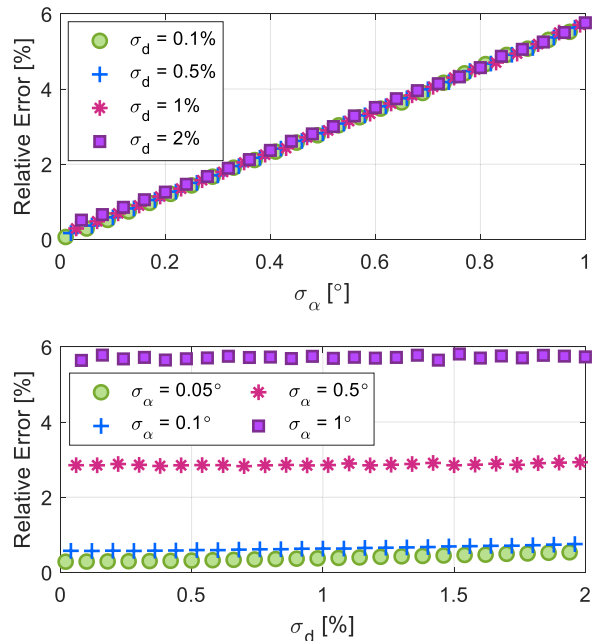 6
4
2
0
Relative Error [%]
σd = 0.1%
σd = 0.5%
σd = 1%
σd = 2%
0 0.2 0.4 0.6 0.8 1
σα [°]
6
4
2
0
Relative Error [%]
σα = 0.05° σα = 0.5°
σα = 0.1° σα = 1°
0 0.5 1 1.5 2
σd [%]